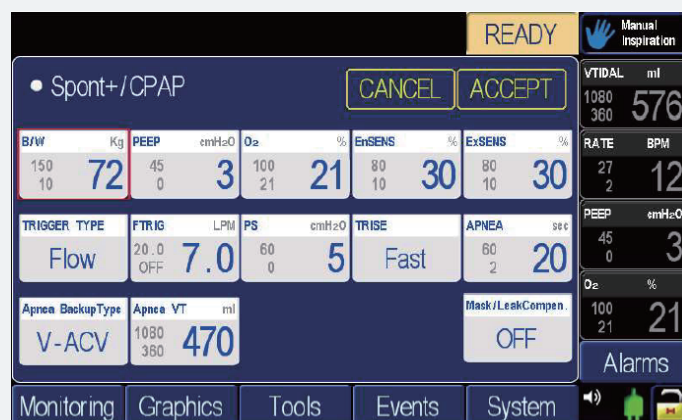 READY
Manual
Inspiration
● Spont+/CPAP
CANCEL
ACCEPT
VTIDAL ml
1080
360
576
B/W Kg
150
10
72
PEEP cmH2O
45
0
3
O2 %
100
21
21
EnSENS %
80
10
30
ExSENS %
80
10
30
RATE BPM
27
2
12
TRIGGER TYPE
Flow
FTRIG LPM
20.0
OFF
7.0
PS cmH2O
60
0
5
TRISE
Fast
APNEA sec
60
2
20
PEEP cmH2O
45
0
3
Apnea BackupType
V-ACV
Apnea VT ml
1080
360
470
Mask/LeakCompen.
OFF
O2 %
100
21
21
Alarms
Monitoring
Graphics
Tools
Events
System